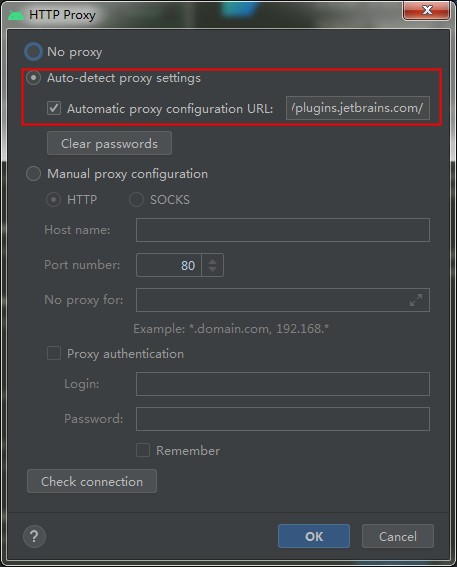 HTTP Proxy
No proxy
Auto-detect proxy settings
Automatic proxy configuration URL: /plugins.jetbrains.com/
Clear passwords
Manual proxy configuration
HTTP SOCKS
Host name:
Port number: 80
No proxy for:
Example: *.domain.com, 192.168.*
Proxy authentication
Login:
Password:
Remember
Check connection
? OK Cancel